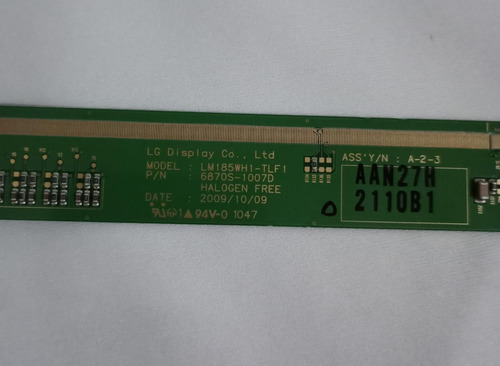 LG Display Co., Ltd
MODEL : LM185WH1-TLF1
P/N : 6870S-1007D
HALOGEN FREE
DATE : 2009/10/09
1 94V-0 1047
ASS'Y/N : A-2-3
AAN27H
2110B1